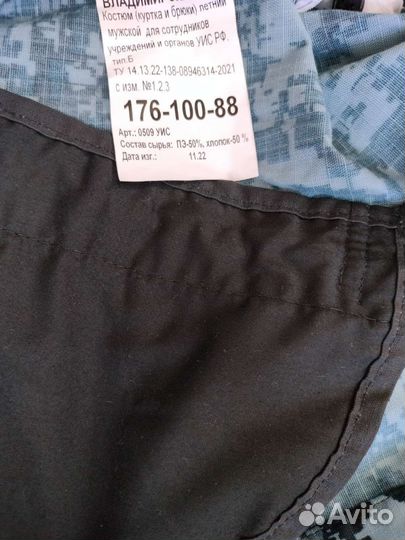 Костюм (куртка и брюки) летний
мужской для сотрудников
учреждений и органов УИС РФ,
тип Б
ТУ 14.13.22-138-08946314-2021
с изм. №1.2.3
176-100-88
Арт.: 0509 УИС
Состав сырья: ПЭ-50%, хлопок-50 %
Дата изг.: 11.22
Avito